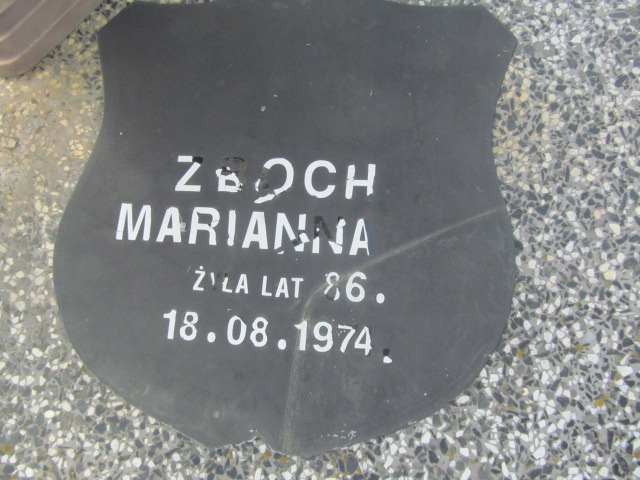 ZBOCH
MARIANNA
ŻYŁA LAT 86.
18.08.1974.